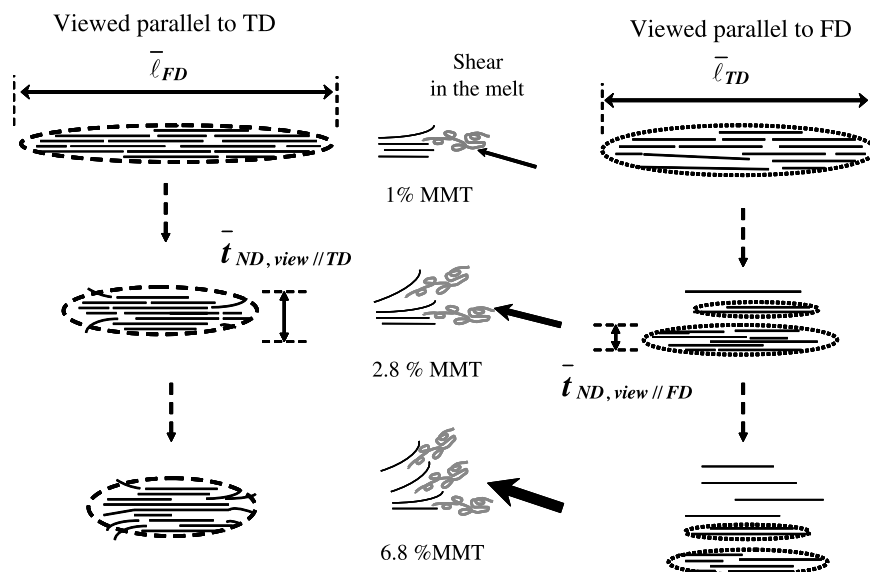 Viewed parallel to TD
Viewed parallel to FD
ℓ̅ FD
Shear
in the melt
ℓ̅ TD
1% MMT
t̅ ND, view // TD
2.8 % MMT
t̅ ND, view // FD
6.8 %MMT